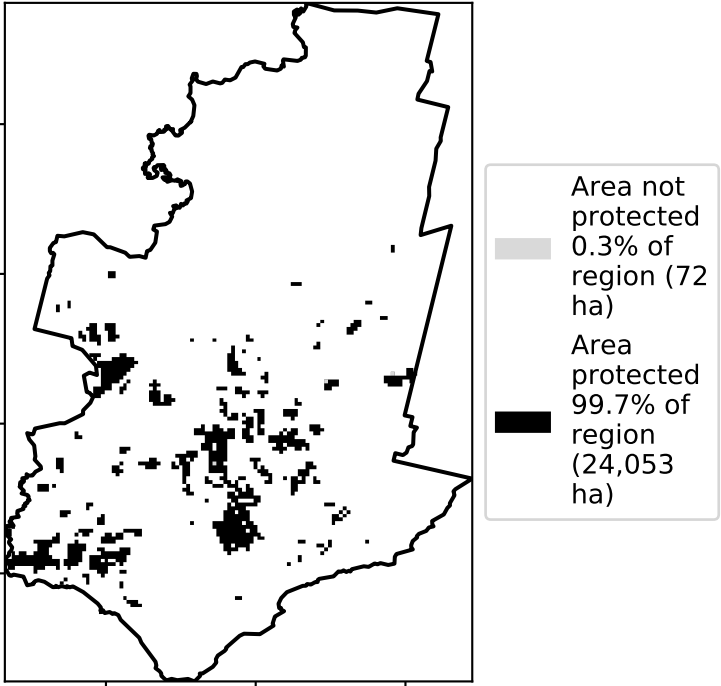 Area not
protected
0.3% of
region (72
ha)
Area
protected
99.7% of
region
(24,053
ha)